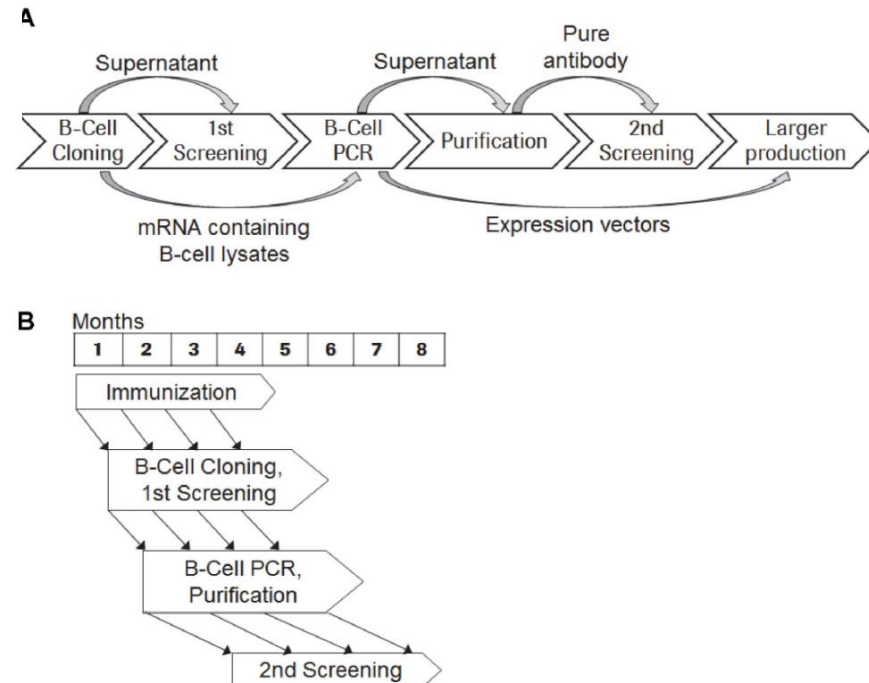 A
Supernatant
Supernatant
Pure
antibody
B-Cell
Cloning
1st
Screening
B-Cell
PCR
Purification
2nd
Screening
Larger
production
mRNA containing
B-cell lysates
Expression vectors
B
Months
1 2 3 4 5 6 7 8
Immunization
B-Cell Cloning,
1st Screening
B-Cell PCR,
Purification
2nd Screening